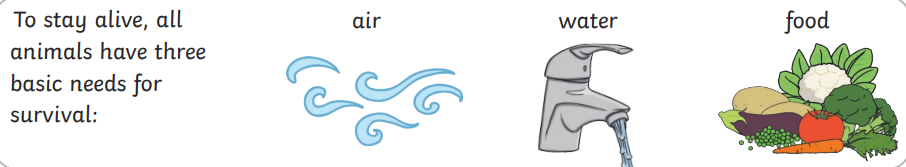 To stay alive, all
animals have three
basic needs for
survival:
air
water
food